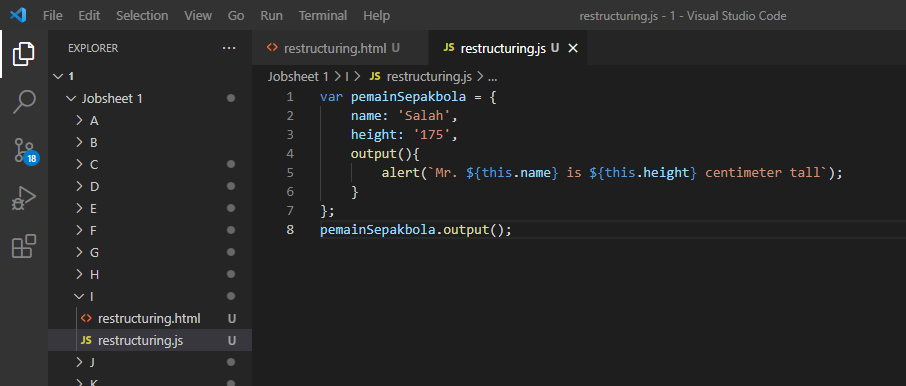 File Edit Selection View Go Run Terminal Help restructuring.js - 1 - Visual Studio Code
EXPLORER ···
restructuring.html U
JS restructuring.js U
1
Jobsheet 1 > I > JS restructuring.js > ...
Jobsheet 1
A
B
C
D
E
F
G
H
I
restructuring.html U
JS restructuring.js U
J
K
18
1 var pemainSepakbola = {
2 name: 'Salah',
3 height: '175',
4 output(){
5 alert(`Mr. ${this.name} is ${this.height} centimeter tall`);
6 }
7 };
8 pemainSepakbola.output();